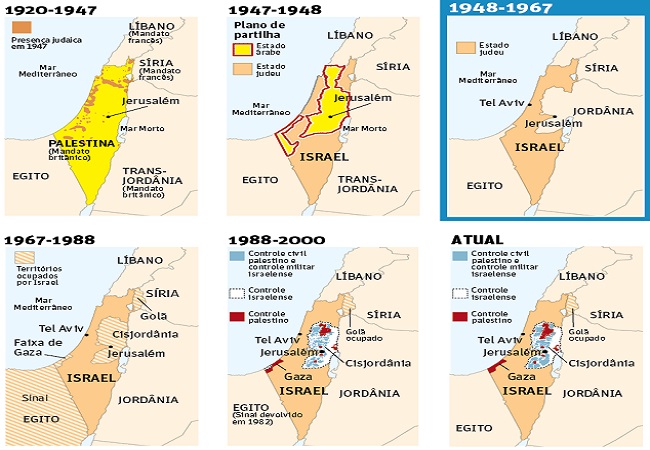 1920-1947
LÍBANO
(Mandato
francês)
Presença judaica
em 1947
SÍRIA
(Mandato
francês)
Mar
Mediterrâneo
Jerusalém
Mar Morto
PALESTINA
(Mandato
britânico)
EGITO
TRANS-
JORDÂNIA
(Mandato
britânico)
1947-1948
Plano de
partilha
Estado
árabe
Estado
judeu
LÍBANO
SÍRIA
Mar
Mediterrâneo
Jerusalém
Mar Morto
ISRAEL
EGITO
TRANS-
JORDÂNIA
1948-1967
Estado
judeu
LÍBANO
SÍRIA
Mar
Mediterrâneo
Tel Aviv
JORDÂNIA
Jerusalém
ISRAEL
EGITO
1967-1988
Territórios
ocupados
por Israel
LÍBANO
SÍRIA
Mar
Mediterrâneo
Golã
Tel Aviv
Cisjordânia
Faixa de
Gaza
Jerusalém
ISRAEL
Sinai
EGITO
JORDÂNIA
1988-2000
Controle civil
palestino e
controle militar
israelense
Controle
israelense
Controle
palestino
LÍBANO
SÍRIA
Golã
ocupado
Tel Aviv
Jerusalém
Cisjordânia
Gaza
ISRAEL
EGITO
(Sinai devolvido
em 1982)
JORDÂNIA
ATUAL
Controle civil
palestino e
controle militar
israelense
Controle
israelense
Controle
palestino
LÍBANO
SÍRIA
Golã
ocupado
Tel Aviv
Jerusalém
Cisjordânia
Gaza
ISRAEL
EGITO
JORDÂNIA